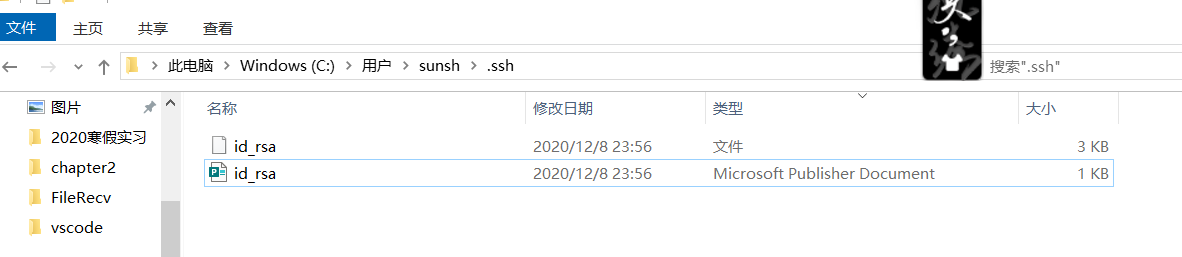 文件 主页 共享 查看
此电脑 Windows (C:) 用户 sunsh .ssh 搜索".ssh"
图片
2020寒假实习
chapter2
FileRecv
vscode
名称 修改日期 类型 大小
id_rsa 2020/12/8 23:56 文件 3 KB
id_rsa 2020/12/8 23:56 Microsoft Publisher Document 1 KB